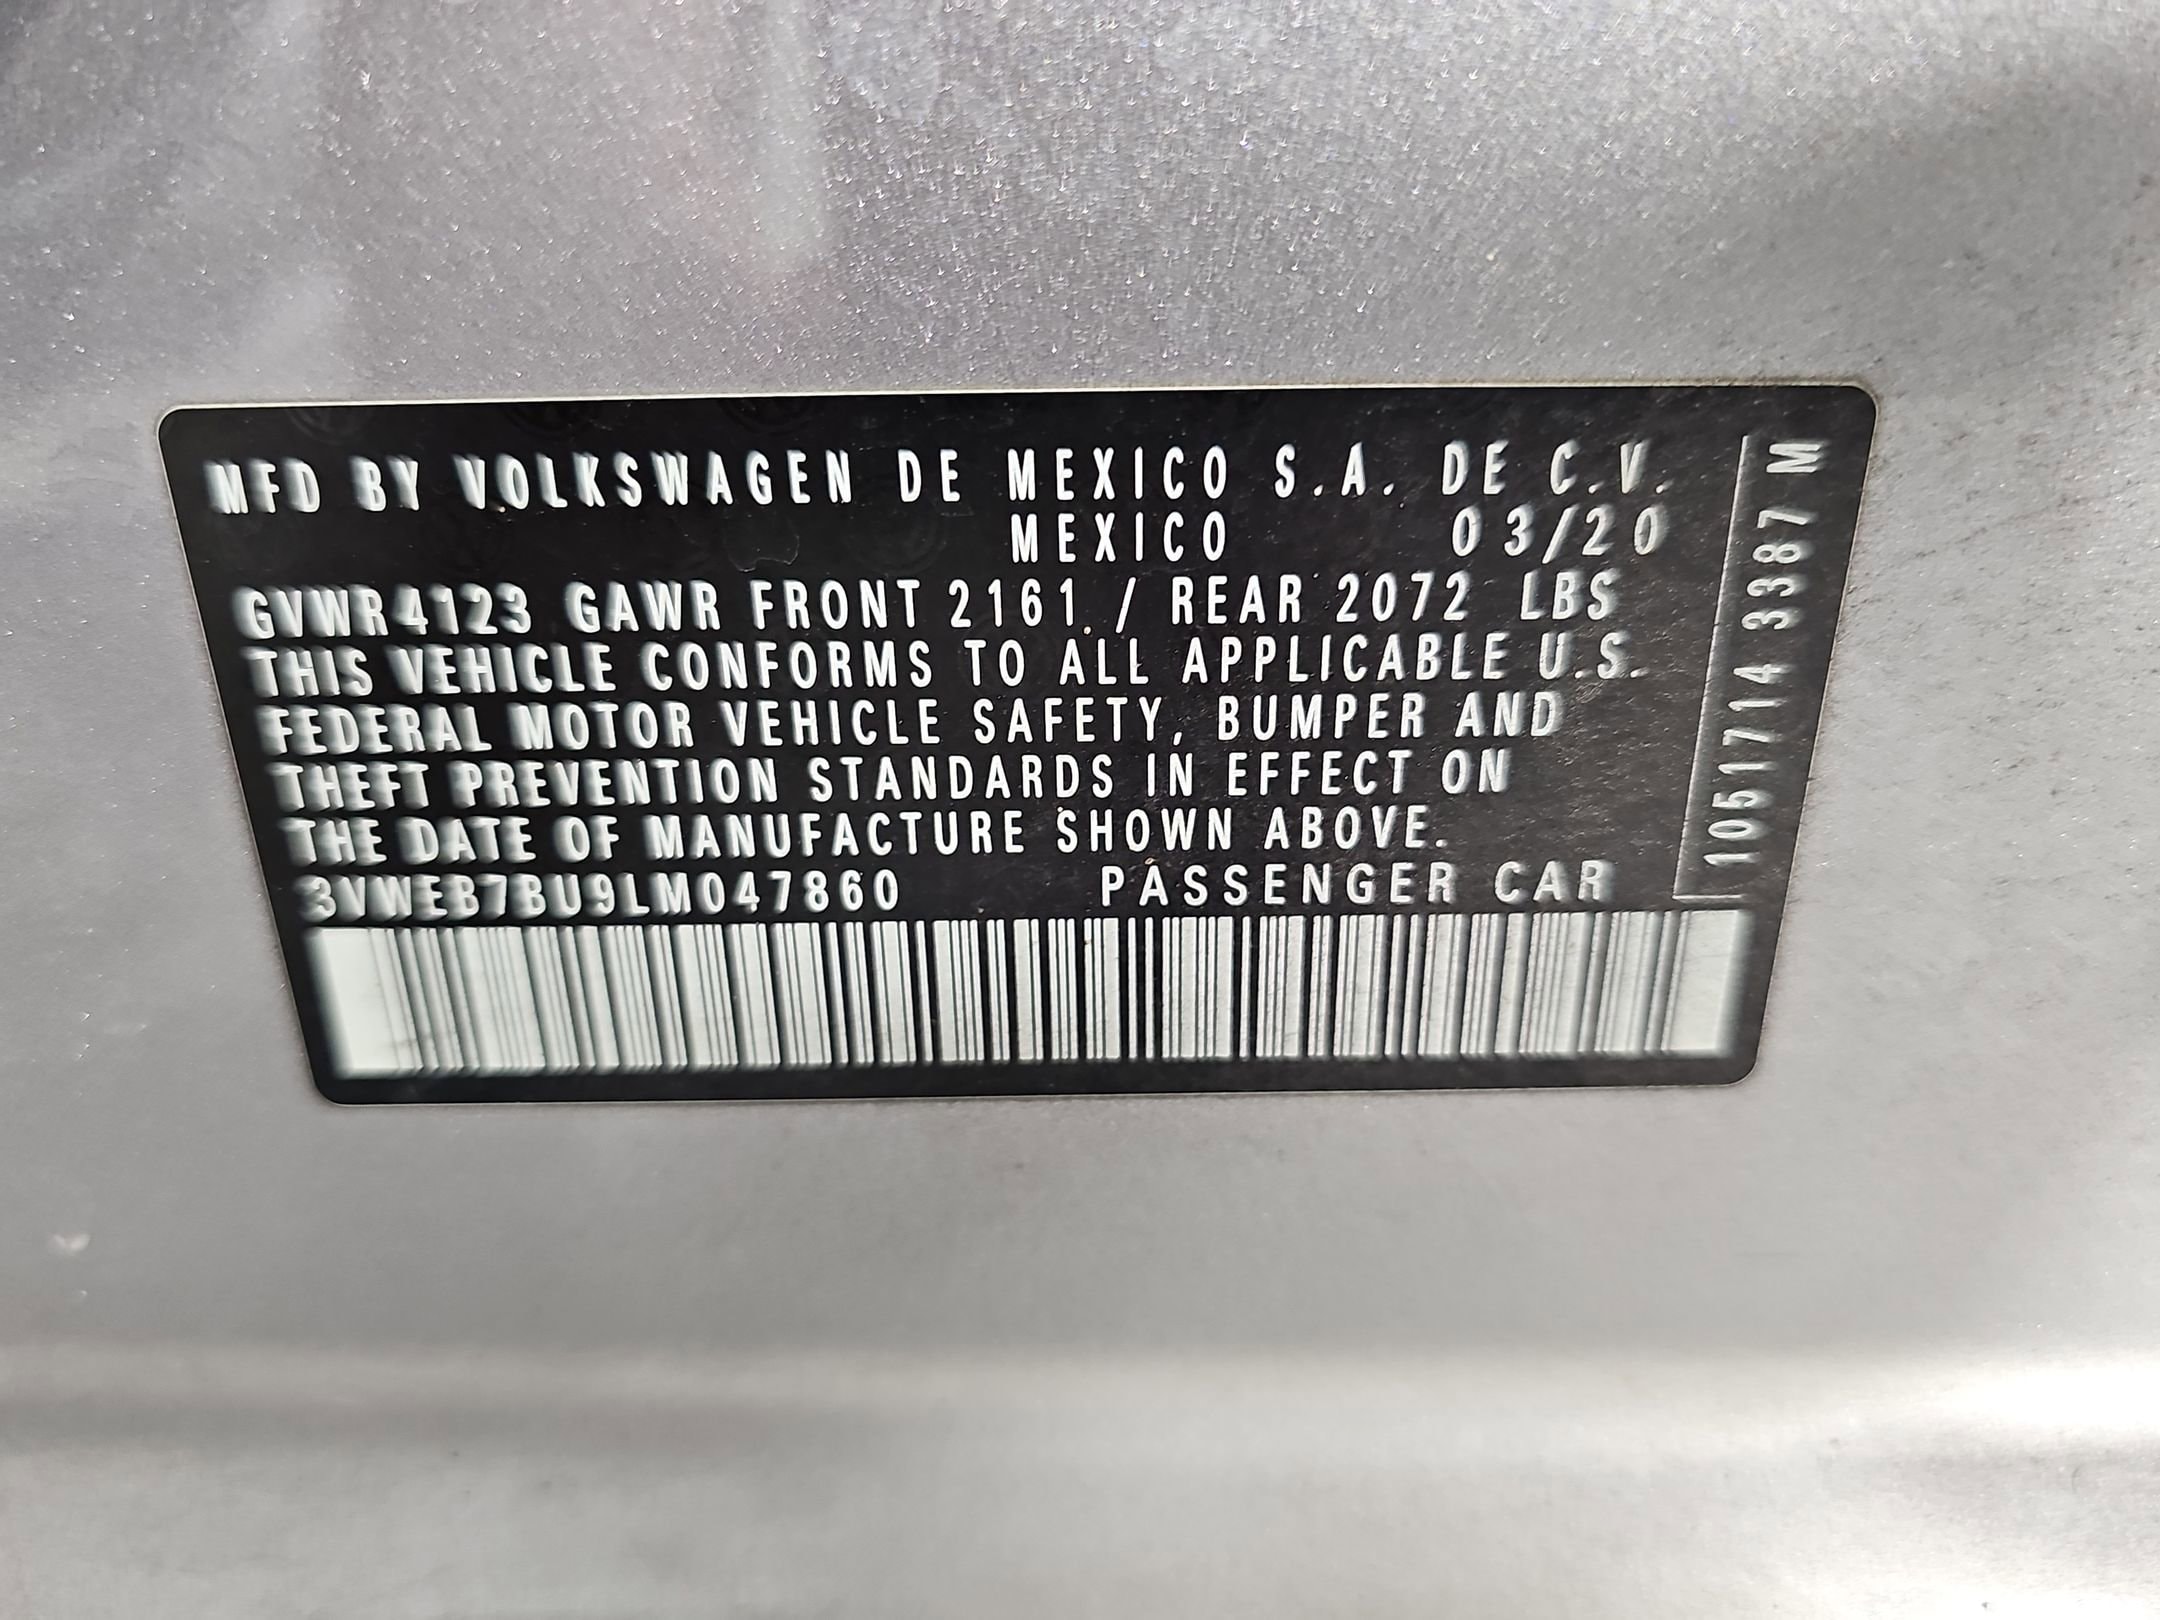 MFD BY VOLKSWAGEN DE MEXICO S.A. DE C.V.
MEXICO 03/20
GVWR 4123 GAWR FRONT 2161 / REAR 2072 LBS
THIS VEHICLE CONFORMS TO ALL APPLICABLE U.S.
FEDERAL MOTOR VEHICLE SAFETY, BUMPER AND
THEFT PREVENTION STANDARDS IN EFFECT ON
THE DATE OF MANUFACTURE SHOWN ABOVE.
3VWEB7BU9LM047860 PASSENGER CAR
1051714 3387 M